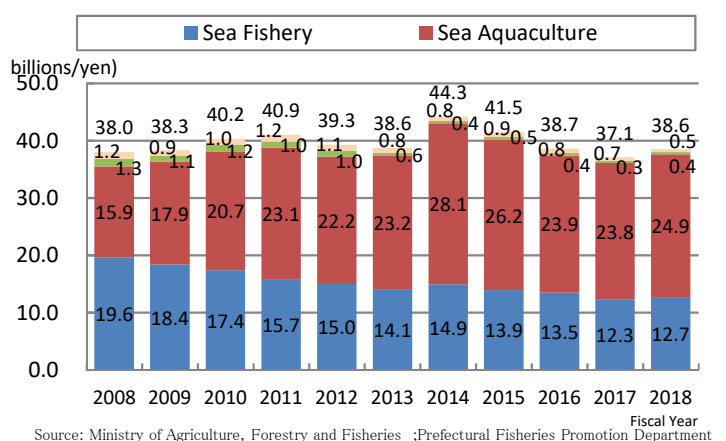 Sea Fishery Sea Aquaculture
billions/yen)
50.0
40.0
30.0
20.0
10.0
0.0
38.0 38.3 40.2 40.9 39.3 38.6 44.3 41.5 38.7 37.1 38.6
1.2 0.9 1.0 1.2 1.1 0.8 0.8 0.9 0.8 0.7 0.5
1.3 1.1 1.2 1.0 1.0 0.6 0.4 0.5 0.4 0.3 0.4
15.9 17.9 20.7 23.1 22.2 23.2 28.1 26.2 23.9 23.8 24.9
19.6 18.4 17.4 15.7 15.0 14.1 14.9 13.9 13.5 12.3 12.7
2008 2009 2010 2011 2012 2013 2014 2015 2016 2017 2018
Fiscal Year
Source: Ministry of Agriculture, Forestry and Fisheries ;Prefectural Fisheries Promotion Department